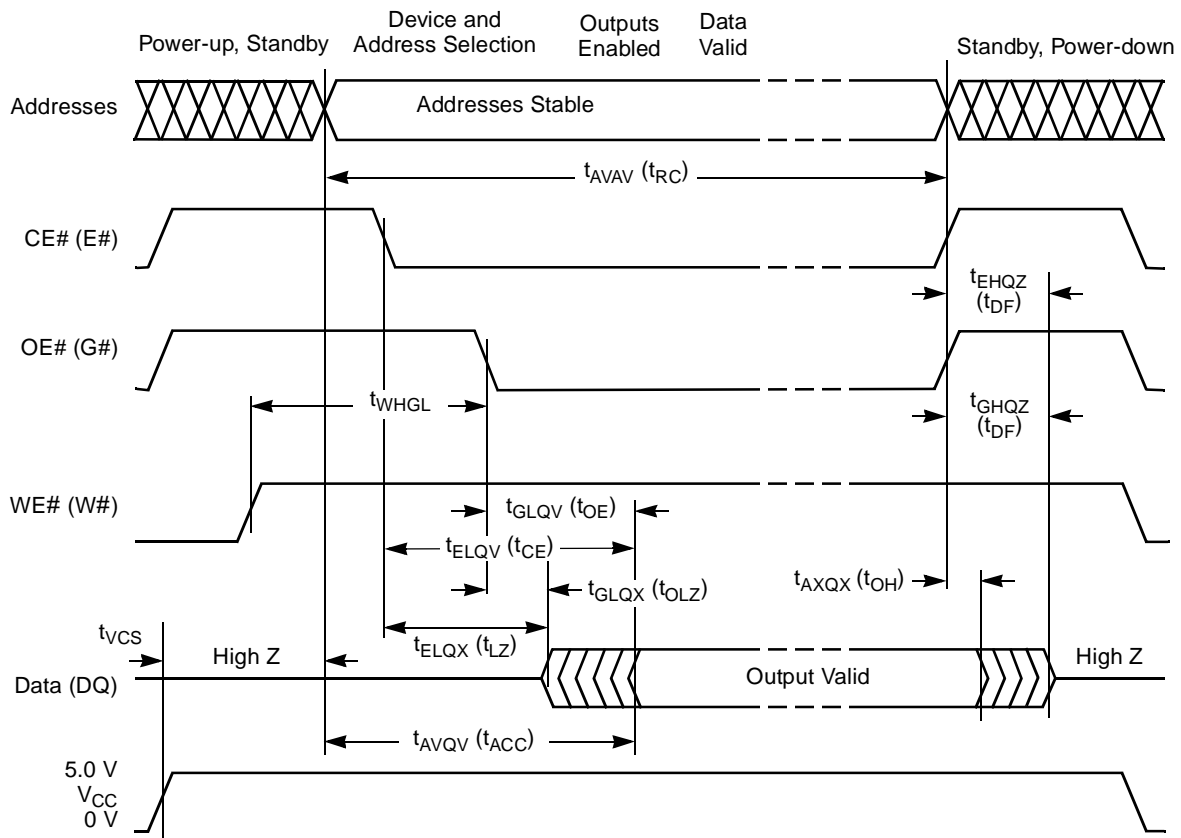 Power-up, Standby
Device and
Address Selection
Outputs
Enabled
Data
Valid
Standby, Power-down
Addresses
Addresses Stable
tAVAV (tRC)
CE# (E#)
tEHQZ
(tDF)
OE# (G#)
tWHGL
tGHQZ
(tDF)
WE# (W#)
tGLQV (tOE)
tELQV (tCE)
tGLQX (tOLZ)
tAXQX (tOH)
tVCS
tELQX (tLZ)
High Z
Data (DQ)
Output Valid
High Z
tAVQV (tACC)
5.0 V
VCC
0 V